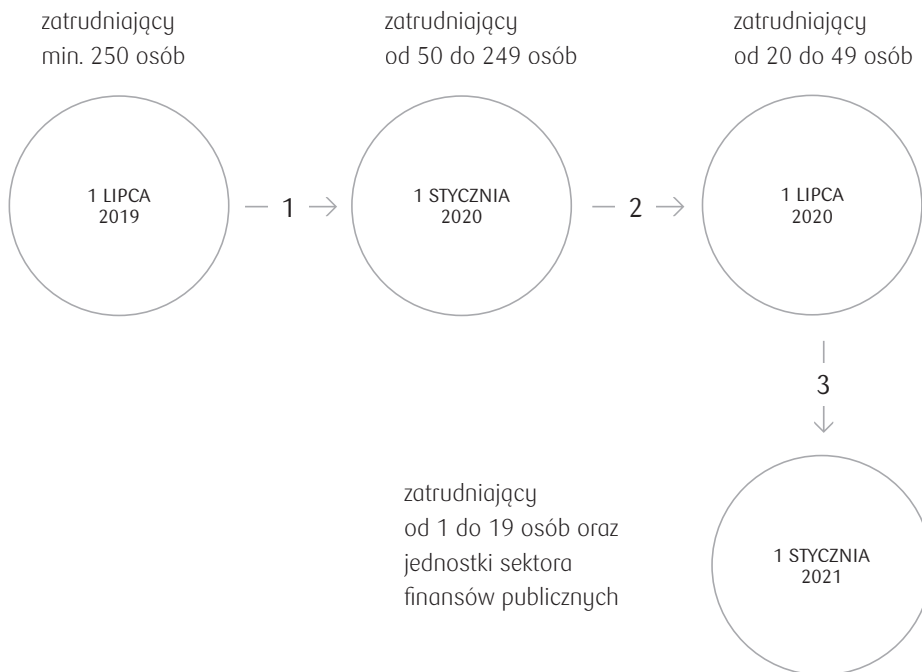 zatrudniający
min. 250 osób
zatrudniający
od 50 do 249 osób
zatrudniający
od 20 do 49 osób
1 LIPCA
2019
1
1 STYCZNIA
2020
2
1 LIPCA
2020
3
zatrudniający
od 1 do 19 osób oraz
jednostki sektora
finansów publicznych
1 STYCZNIA
2021